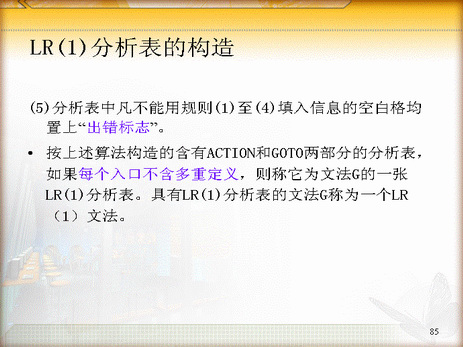 LR(1)分析表的构造
(5)分析表中凡不能用规则(1)至(4)填入信息的空白格均
置上“出错标志”。
• 按上述算法构造的含有ACTION和GOTO两部分的分析表,
如果每个入口不含多重定义，则称它为文法G的一张
LR(1)分析表。具有LR(1)分析表的文法G称为一个LR
（1）文法。
85